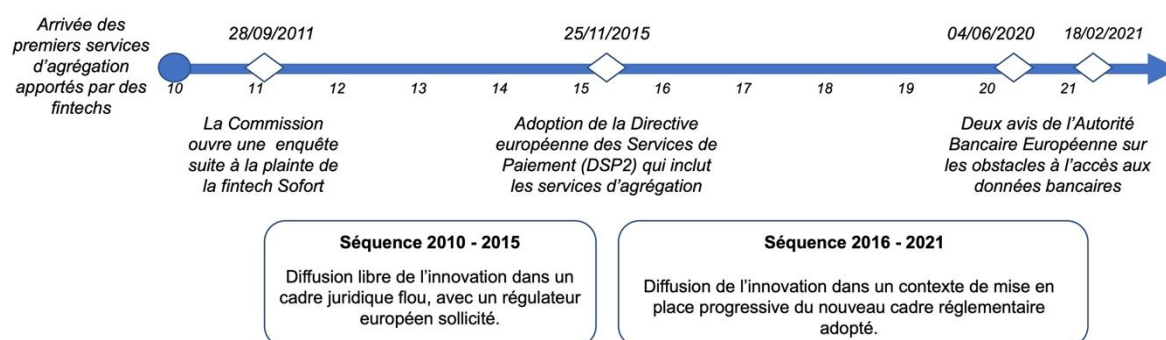 Arrivée des
premiers services
d'agrégation
apportés par des
fintechs
28/09/2011
25/11/2015
04/06/2020
18/02/2021
10
11
12
13
14
15
16
17
18
19
20
21
La Commission
ouvre une enquête
suite à la plainte de
la fintech Sofort
Adoption de la Directive
européenne des Services de
Paiement (DSP2) qui inclut
les services d'agrégation
Deux avis de l'Autorité
Bancaire Européenne sur
les obstacles à l'accès aux
données bancaires
Séquence 2010 - 2015
Diffusion libre de l'innovation dans un
cadre juridique flou, avec un régulateur
européen sollicité.
Séquence 2016 - 2021
Diffusion de l'innovation dans un contexte de mise en
place progressive du nouveau cadre réglementaire
adopté.